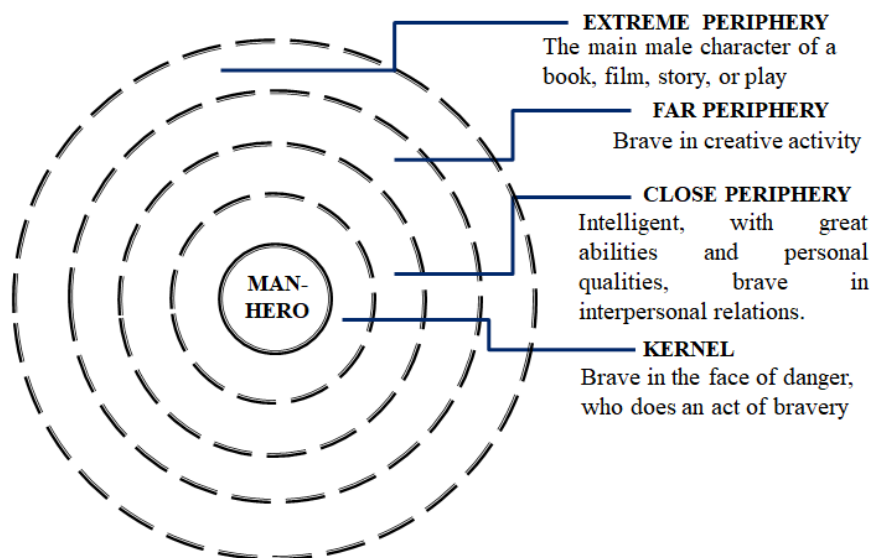 EXTREME PERIPHERY
The main male character of a
book, film, story, or play
FAR PERIPHERY
Brave in creative activity
CLOSE PERIPHERY
Intelligent, with great
abilities and personal
qualities, brave in
interpersonal relations.
MAN-
HERO
KERNEL
Brave in the face of danger,
who does an act of bravery